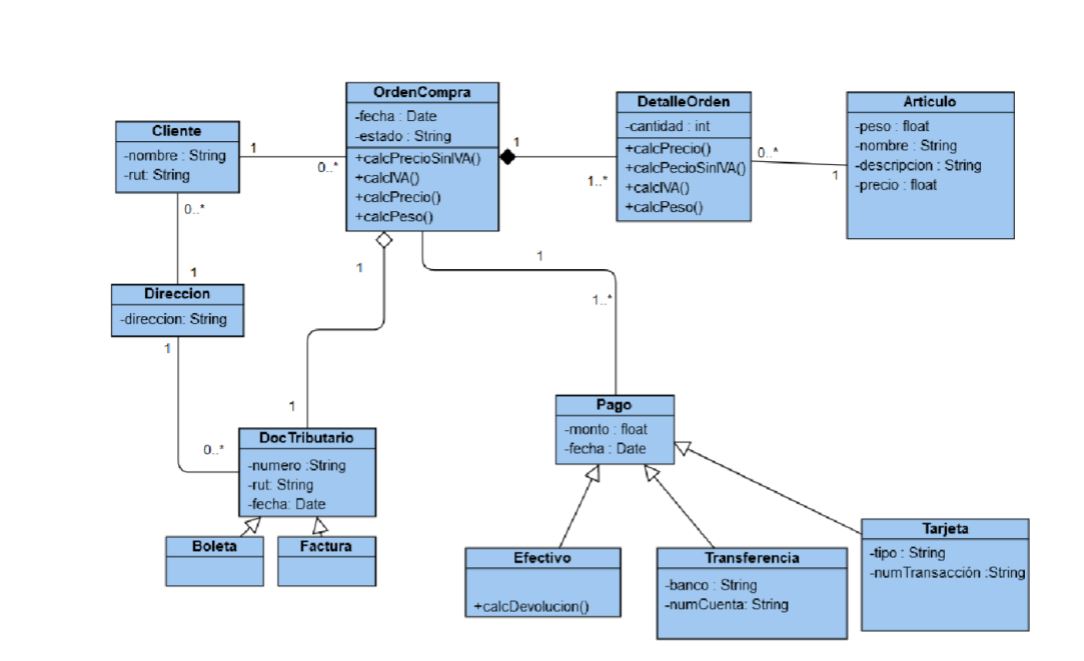 OrdenCompra
-fecha : Date
-estado : String
+calcPrecioSinIVA()
+calcIVA()
+calcPrecio()
+calcPeso()
DetalleOrden
-cantidad : int
+calcPrecio()
+calcPecioSinIVA()
+calcIVA()
+calcPeso()
Articulo
-peso : float
-nombre : String
-descripcion : String
-precio : float
Cliente
-nombre : String
-rut: String
1
0..*
1
1..*
0..*
1
0..*
1
Direccion
-direccion: String
1
0..*
1
1
1
1..*
DocTributario
-numero :String
-rut: String
-fecha: Date
Boleta
Factura
Pago
-monto : float
-fecha : Date
Efectivo
+calcDevolucion()
Transferencia
-banco : String
-numCuenta: String
Tarjeta
-tipo : String
-numTransacción :String